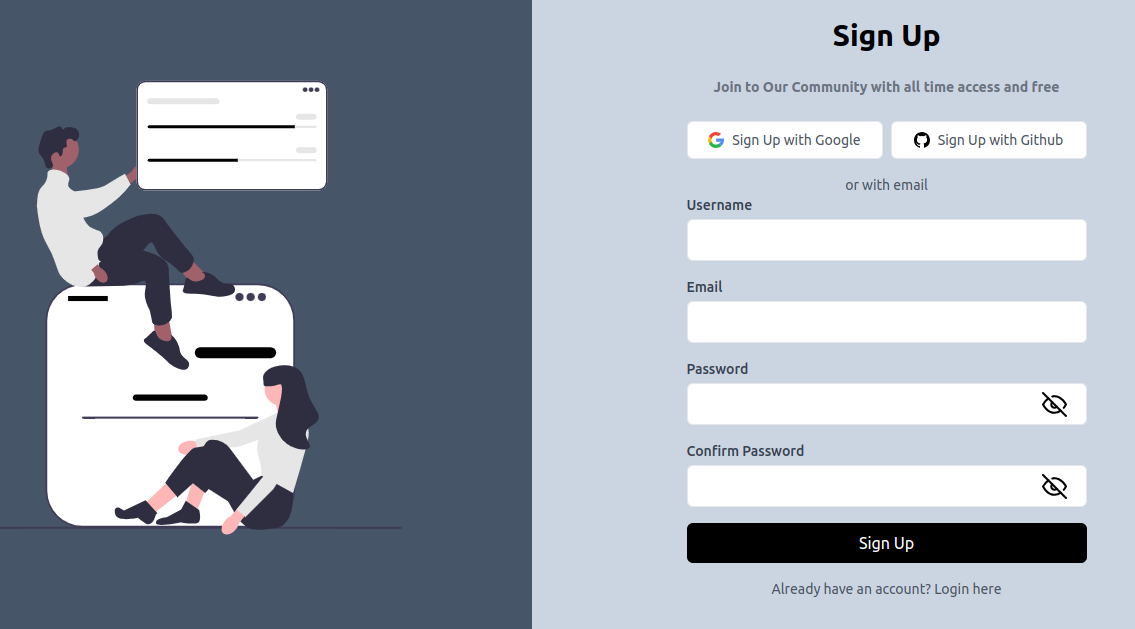 Sign Up
Join to Our Community with all time access and free
Sign Up with Google
Sign Up with Github
or with email
Username
Email
Password
Confirm Password
Sign Up
Already have an account? Login here